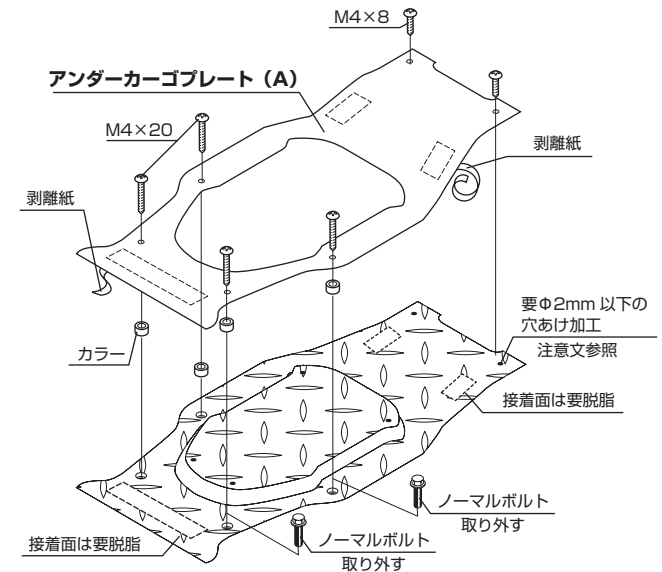 M4×8
アンダーカーゴプレート（A）
M4×20
剥離紙
剥離紙
カラー
要Φ2mm 以下の
穴あけ加工
注意文参照
接着面は要脱脂
ノーマルボルト
取り外す
接着面は要脱脂
ノーマルボルト
取り外す